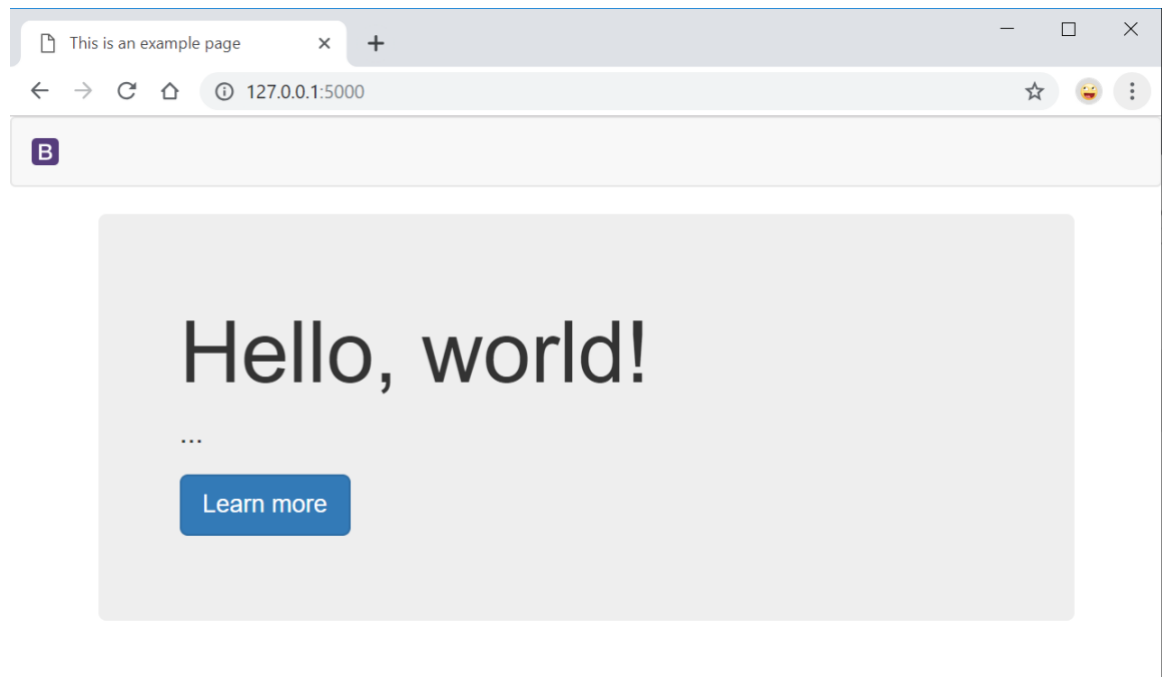 This is an example page
127.0.0.1:5000
B
Hello, world!
...
Learn more